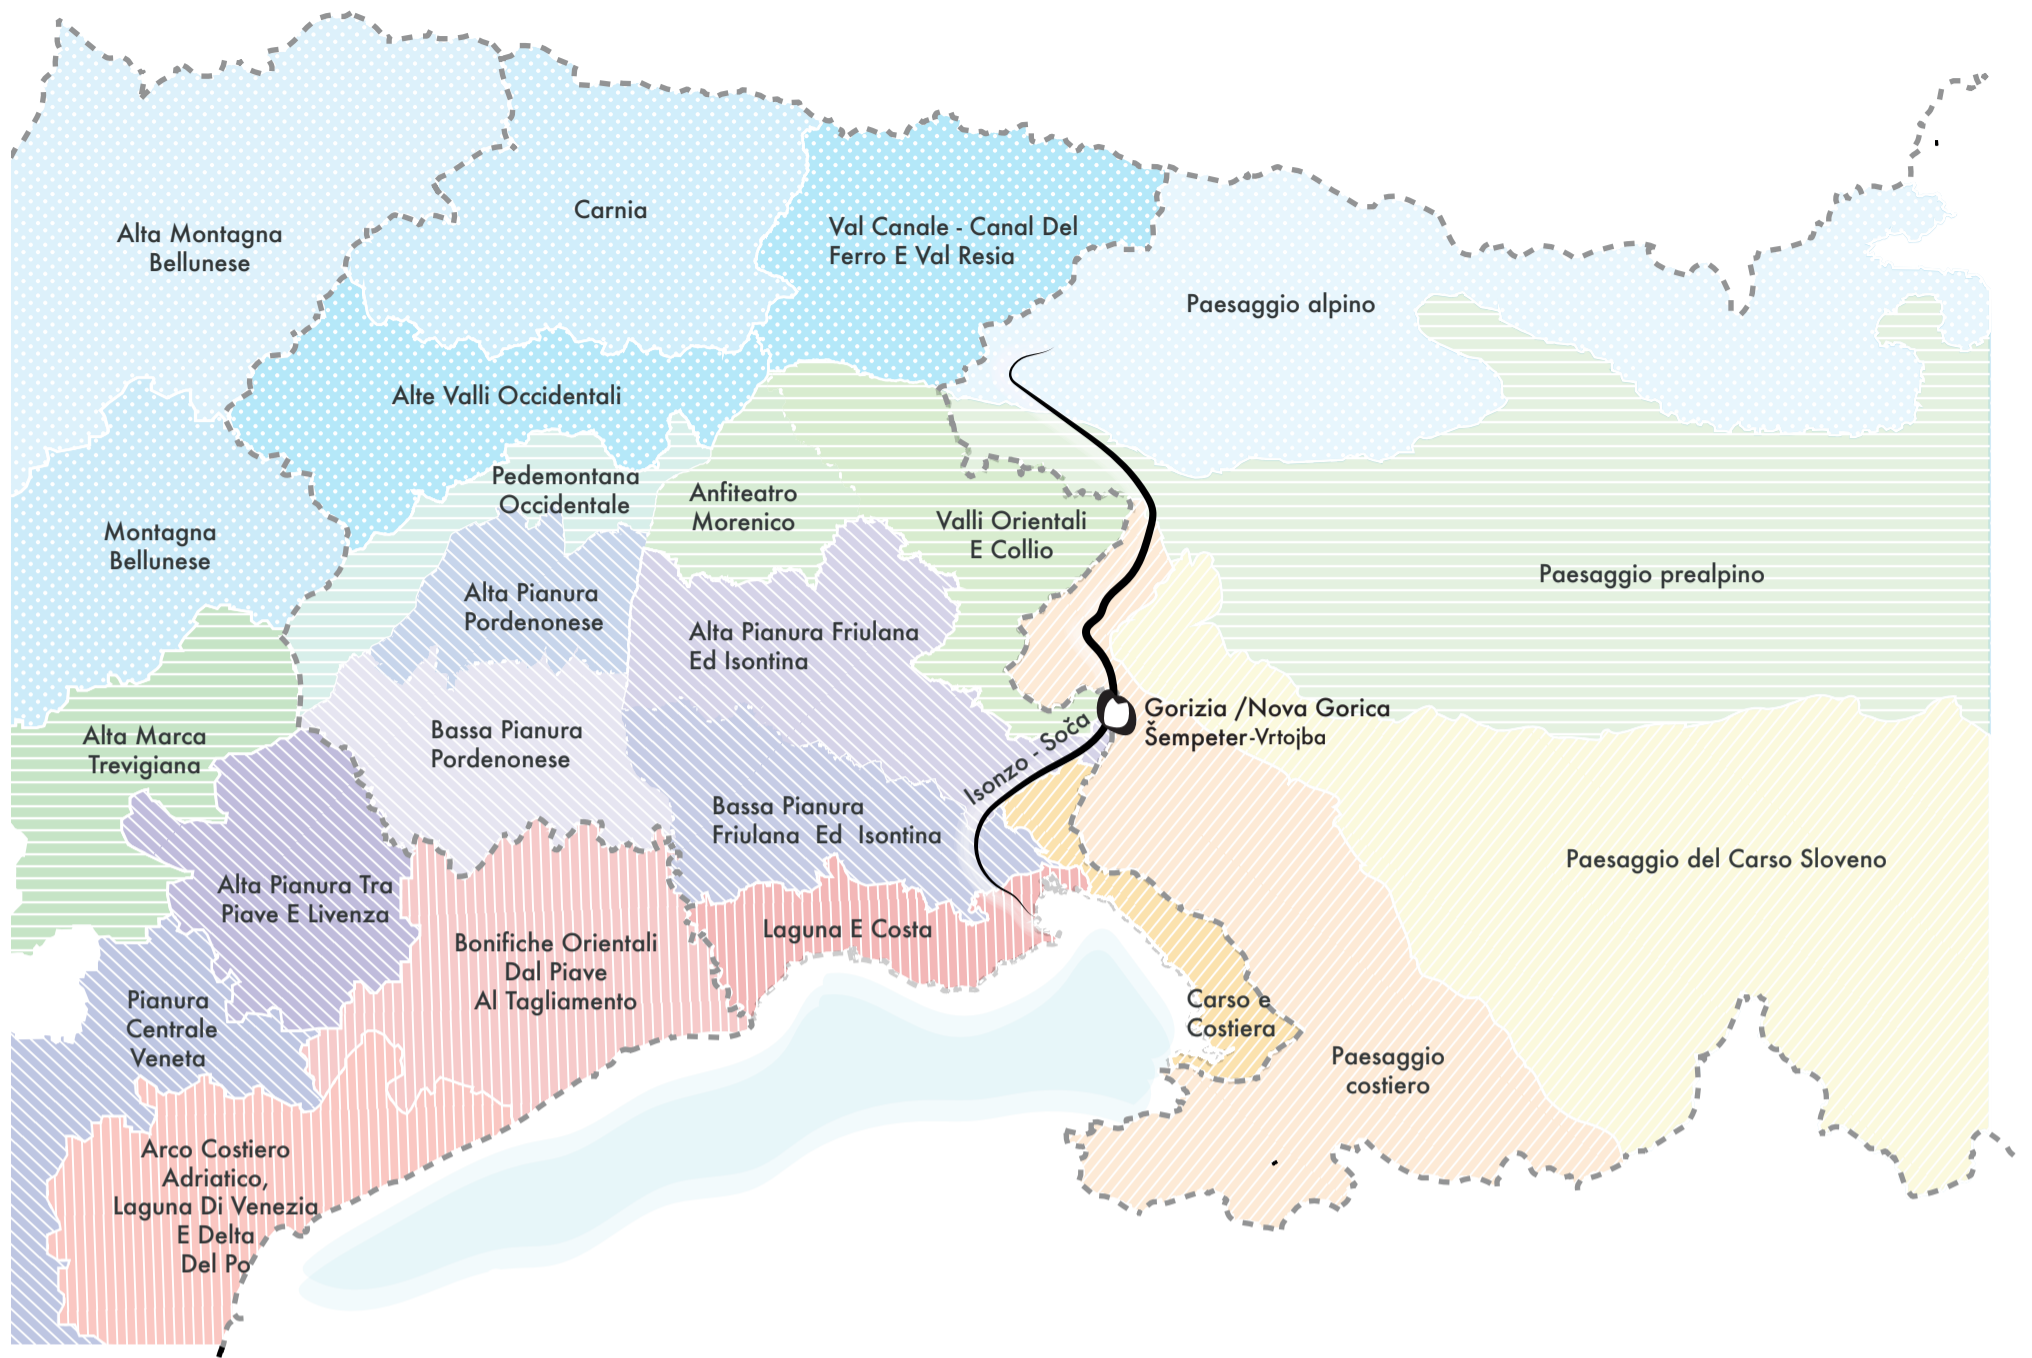 Alta Montagna
Bellunese
Carnia
Val Canale - Canal Del
Ferro E Val Resia
Paesaggio alpino
Alte Valli Occidentali
Pedemontana
Occidentale
Anfiteatro
Morenico
Valli Orientali
E Collio
Montagna
Bellunese
Paesaggio prealpino
Alta Pianura
Pordenonese
Alta Pianura Friulana
Ed Isontina
Alta Marca
Trevigiana
Bassa Pianura
Pordenonese
Isonzo - Soča
Gorizia /Nova Gorica
Šempeter-Vrtojba
Bassa Pianura
Friulana Ed Isontina
Paesaggio del Carso Sloveno
Alta Pianura Tra
Piave E Livenza
Laguna E Costa
Bonifiche Orientali
Dal Piave
Al Tagliamento
Pianura
Centrale
Veneta
Carso e
Costiera
Paesaggio
costiero
Arco Costiero
Adriatico,
Laguna Di Venezia
E Delta
Del Po